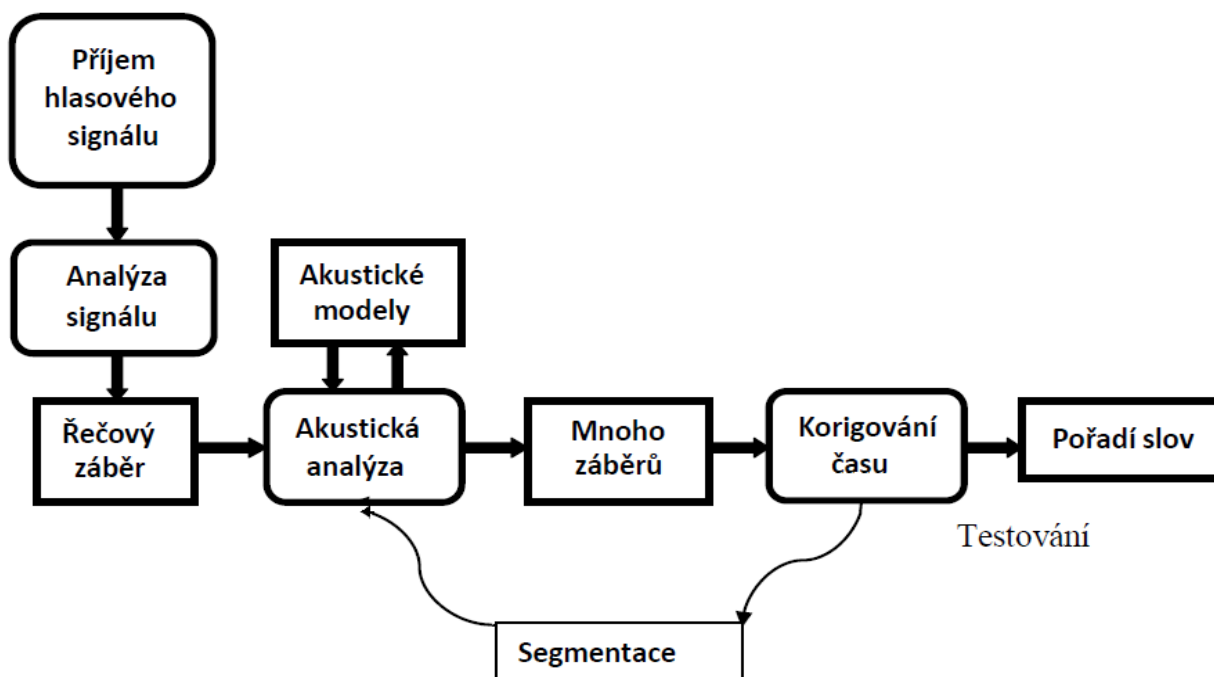 Příjem
hlasového
signálu
Analýza
signálu
Akustické
modely
Řečový
záběr
Akustická
analýza
Mnoho
záběrů
Korigování
času
Pořadí slov
Testování
Segmentace